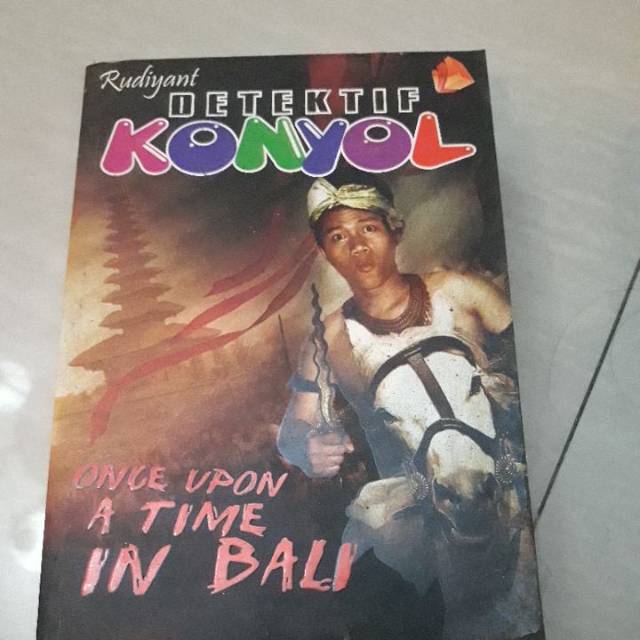 Rudiyant
DETEKTIF
KONYOL
ONCE UPON
A TIME
IN BALI